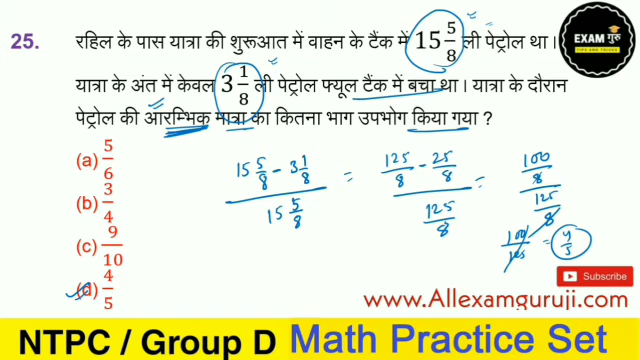 EXAM गुरु
TIPS AND TRICKS
25. रहिल के पास यात्रा की शुरूआत में वाहन के टैंक में 15 5/8 ली पेट्रोल था।
यात्रा के अंत में केवल 3 1/8 ली पेट्रोल फ्यूल टैंक में बचा था। यात्रा के दौरान
पेट्रोल की आरम्भिक मात्रा का कितना भाग उपभोग किया गया ?
(a) 5/6
(b) 3/4
(c) 9/10
(d) 4/5
15 5/8 - 3 1/8 / 15 5/8 = 125/8 - 25/8 / 125/8 = 100/8 / 125/8
100/125 = 4/5
Subscribe
www.Allexamguruji.com
NTPC / Group D Math Practice Set